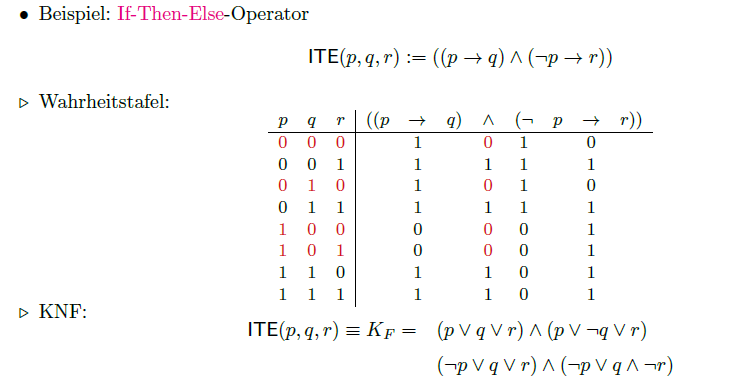 • Beispiel: If-Then-Else-Operator
ITE(p, q, r) := ((p → q) ∧ (¬p → r))
▷ Wahrheitstafel:
p q r ((p → q) ∧ (¬ p → r))
0 0 0 1 0 1 0
0 0 1 1 1 1 1
0 1 0 1 0 1 0
0 1 1 1 1 1 1
1 0 0 0 0 0 1
1 0 1 0 0 0 1
1 1 0 1 1 0 1
1 1 1 1 1 0 1
▷ KNF:
ITE(p, q, r) ≡ K_F = (p ∨ q ∨ r) ∧ (p ∨ ¬q ∨ r)
(¬p ∨ q ∨ r) ∧ (¬p ∨ q ∧ ¬r)